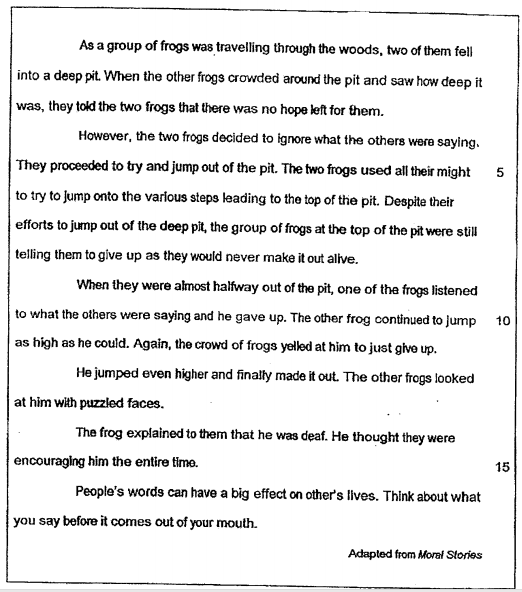 As a group of frogs was travelling through the woods, two of them fell
into a deep pit. When the other frogs crowded around the pit and saw how deep it
was, they told the two frogs that there was no hope left for them.
However, the two frogs decided to ignore what the others were saying.
They proceeded to try and jump out of the pit. The two frogs used all their might 5
to try to jump onto the various steps leading to the top of the pit. Despite their
efforts to jump out of the deep pit, the group of frogs at the top of the pit were still
telling them to give up as they would never make it out alive.
When they were almost halfway out of the pit, one of the frogs listened
to what the others were saying and he gave up. The other frog continued to jump 10
as high as he could. Again, the crowd of frogs yelled at him to just give up.
He jumped even higher and finally made it out. The other frogs looked
at him with puzzled faces.
The frog explained to them that he was deaf. He thought they were
encouraging him the entire time. 15
People's words can have a big effect on other's lives. Think about what
you say before it comes out of your mouth.
Adapted from Moral Stories